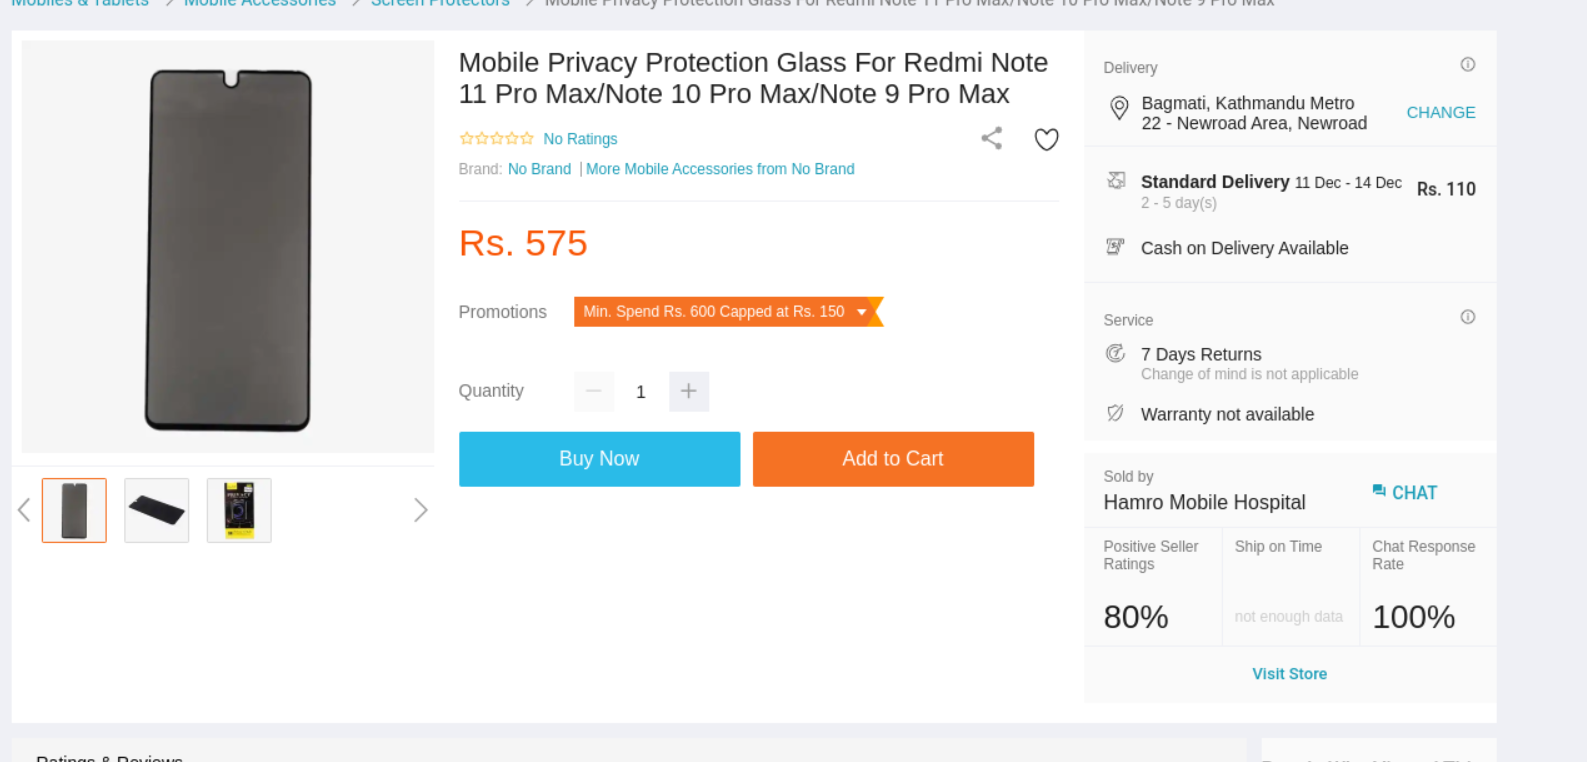 Mobiles & Tablets > Mobile Accessories > Screen Protectors > Mobile Privacy Protection Glass For Redmi Note 11 Pro Max/Note 10 Pro Max/Note 9 Pro Max
Mobile Privacy Protection Glass For Redmi Note
11 Pro Max/Note 10 Pro Max/Note 9 Pro Max
No Ratings
Brand: No Brand | More Mobile Accessories from No Brand
Rs. 575
Promotions
Min. Spend Rs. 600 Capped at Rs. 150
Quantity
1
Buy Now
Add to Cart
Delivery
Bagmati, Kathmandu Metro
22 - Newroad Area, Newroad
CHANGE
Standard Delivery 11 Dec - 14 Dec
Rs. 110
2 - 5 day(s)
Cash on Delivery Available
Service
7 Days Returns
Change of mind is not applicable
Warranty not available
Sold by
Hamro Mobile Hospital
CHAT
Positive Seller
Ratings
80%
Ship on Time
not enough data
Chat Response
Rate
100%
Visit Store
Ratings & Reviews